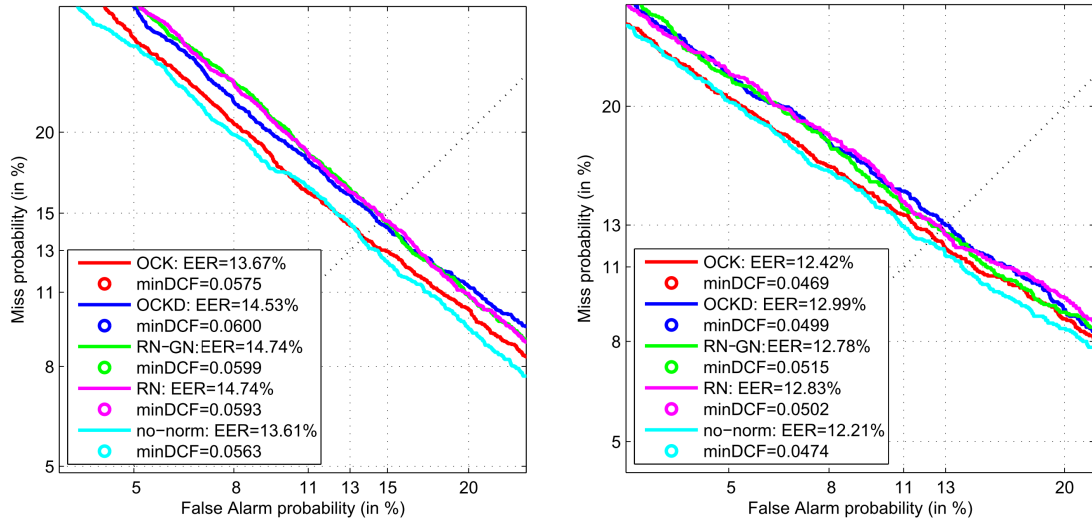 20
15
13
11
8
5
Miss probability (in %)
OCK: EER=13.67%
minDCF=0.0575
OCKD: EER=14.53%
minDCF=0.0600
RN-GN:EER=14.74%
minDCF=0.0599
RN: EER=14.74%
minDCF=0.0593
no-norm: EER=13.61%
minDCF=0.0563
5 8 11 13 15 20
False Alarm probability (in %)
20
13
11
8
5
Miss probability (in %)
OCK: EER=12.42%
minDCF=0.0469
OCKD: EER=12.99%
minDCF=0.0499
RN-GN:EER=12.78%
minDCF=0.0515
RN: EER=12.83%
minDCF=0.0502
no-norm: EER=12.21%
minDCF=0.0474
5 8 11 13 20
False Alarm probability (in %)